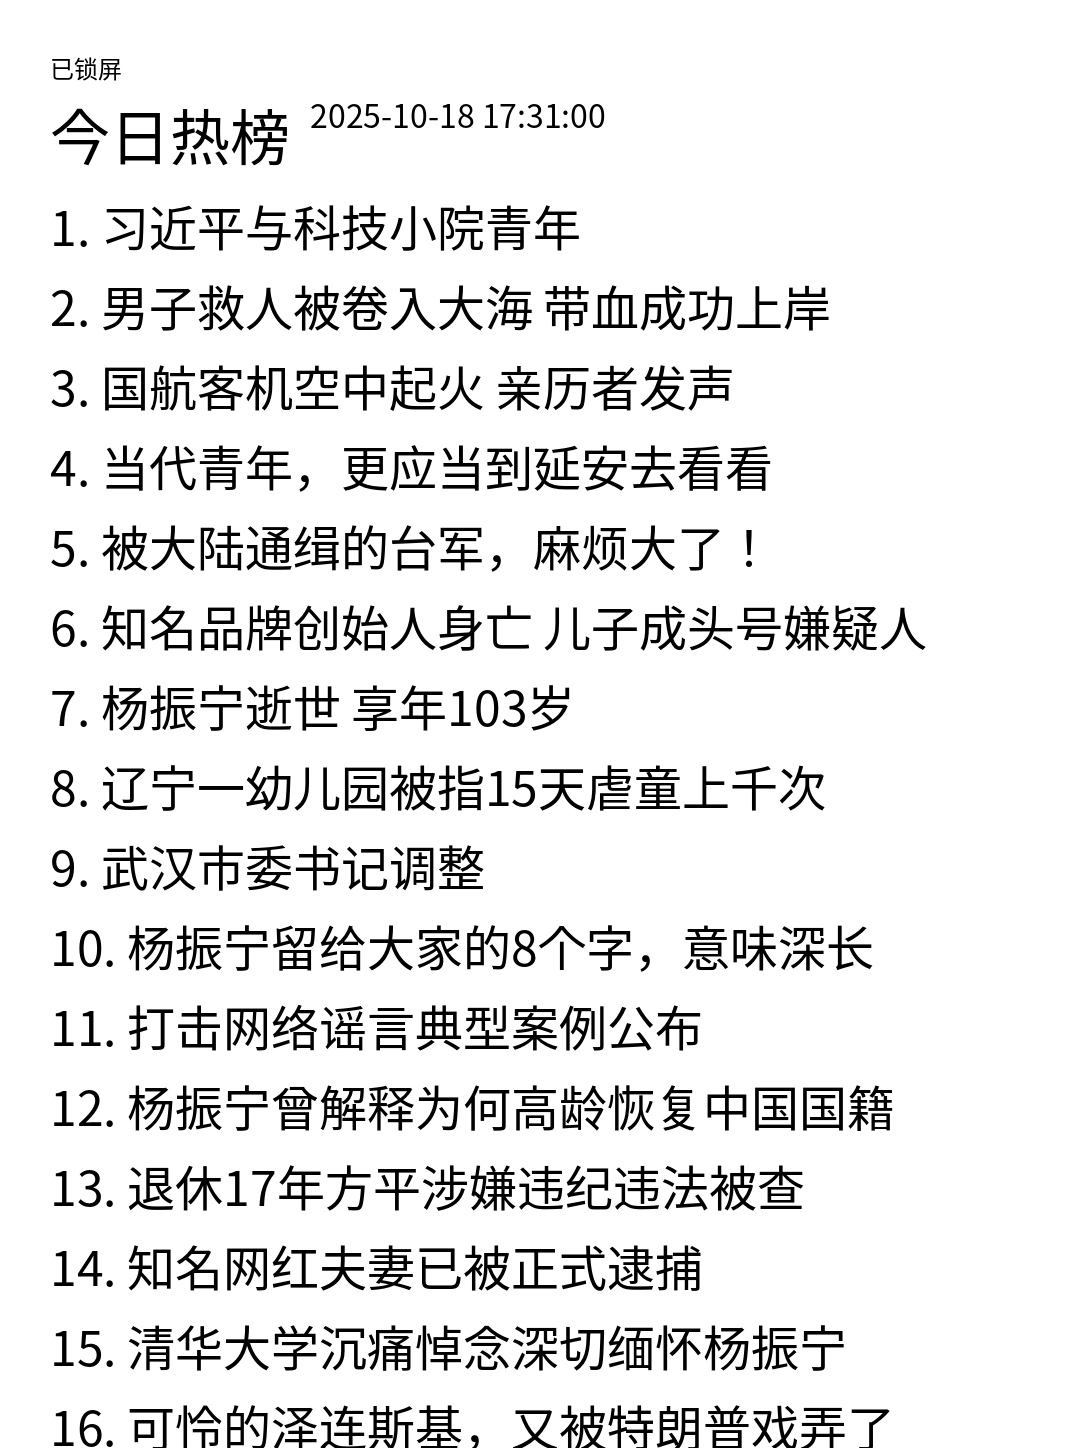 已锁屏
今日热榜 2025-10-18 17:31:00
1. 习近平与科技小院青年
2. 男子救人被卷入大海 带血成功上岸
3. 国航客机空中起火 亲历者发声
4. 当代青年，更应当到延安去看看
5. 被大陆通缉的台军，麻烦大了！
6. 知名品牌创始人身亡 儿子成头号嫌疑人
7. 杨振宁逝世 享年103岁
8. 辽宁一幼儿园被指15天虐童上千次
9. 武汉市委书记调整
10. 杨振宁留给大家的8个字，意味深长
11. 打击网络谣言典型案例公布
12. 杨振宁曾解释为何高龄恢复中国国籍
13. 退休17年方平涉嫌违纪违法被查
14. 知名网红夫妻已被正式逮捕
15. 清华大学沉痛悼念深切缅怀杨振宁
16. 可怜的泽连斯基，又被特朗普戏弄了